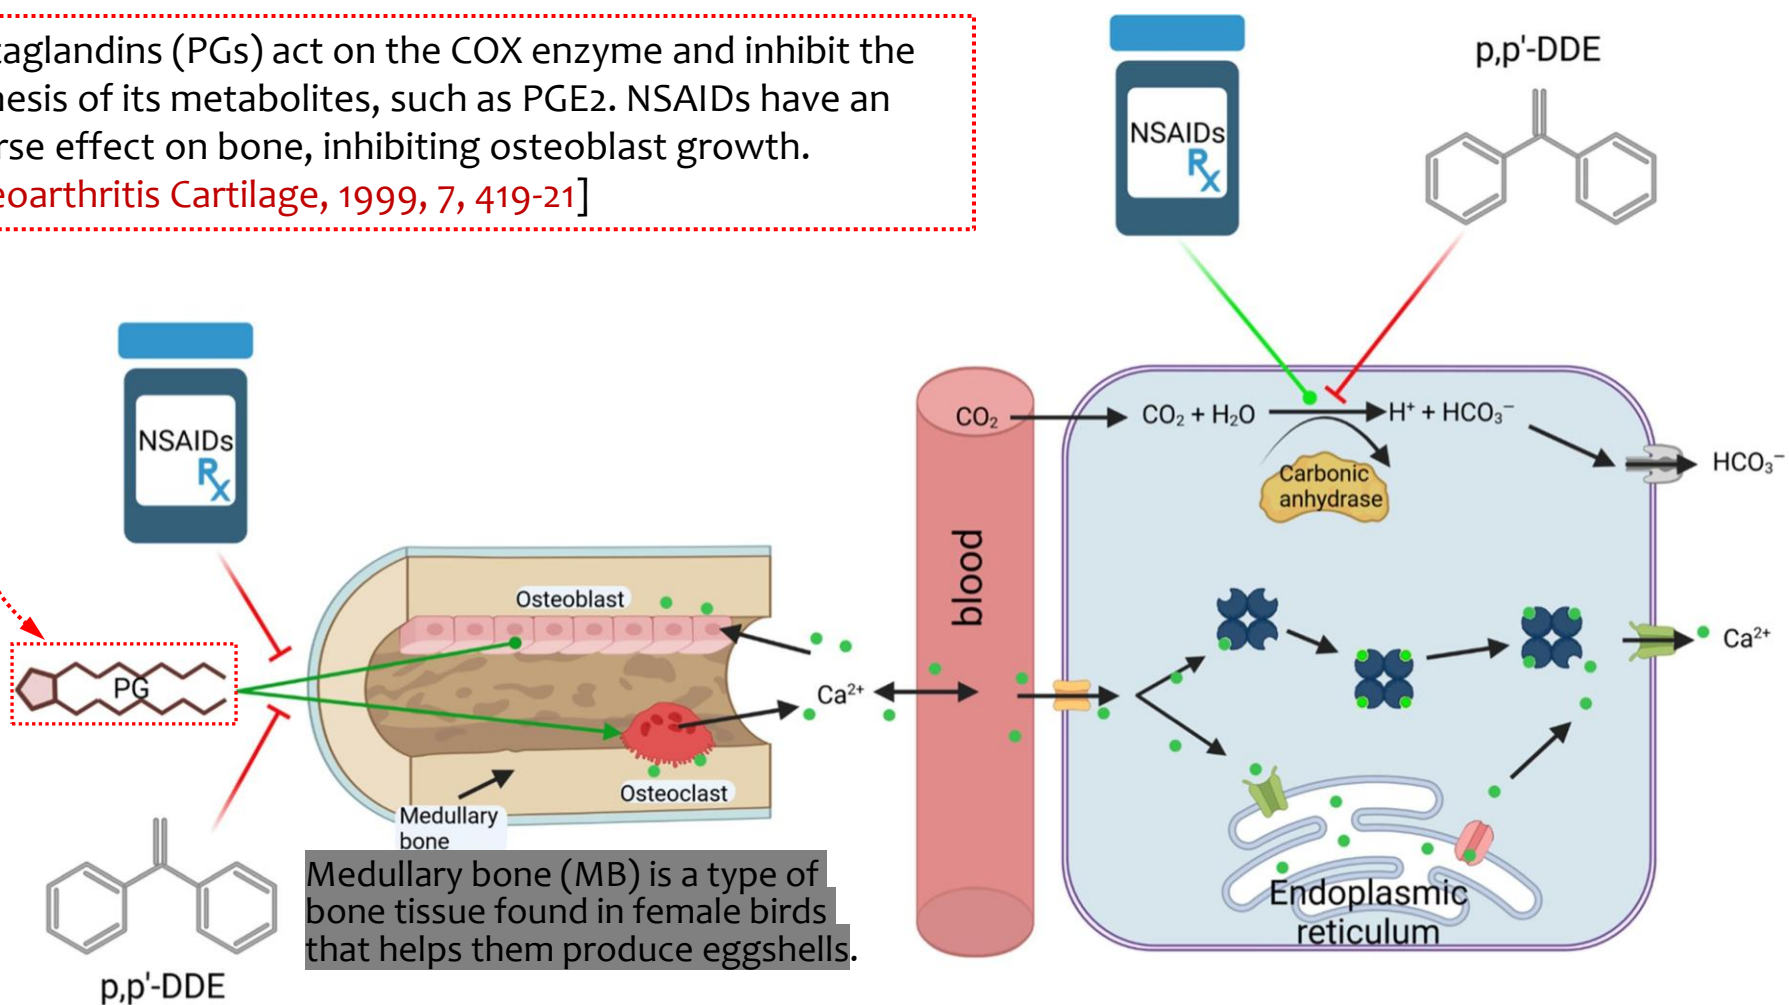 taglandins (PGs) act on the COX enzyme and inhibit the
nesis of its metabolites, such as PGE2. NSAIDs have an
rse effect on bone, inhibiting osteoblast growth.
eoarthritis Cartilage, 1999, 7, 419-21]
NSAIDs
Rx
p,p'-DDE
NSAIDs
Rx
PG
p,p'-DDE
Osteoblast
Osteoclast
Medullary
bone
Ca²⁺
Medullary bone (MB) is a type of
bone tissue found in female birds
that helps them produce eggshells.
blood
CO₂
CO₂ + H₂O
H⁺ + HCO₃⁻
HCO₃⁻
Carbonic
anhydrase
Ca²⁺
Endoplasmic
reticulum